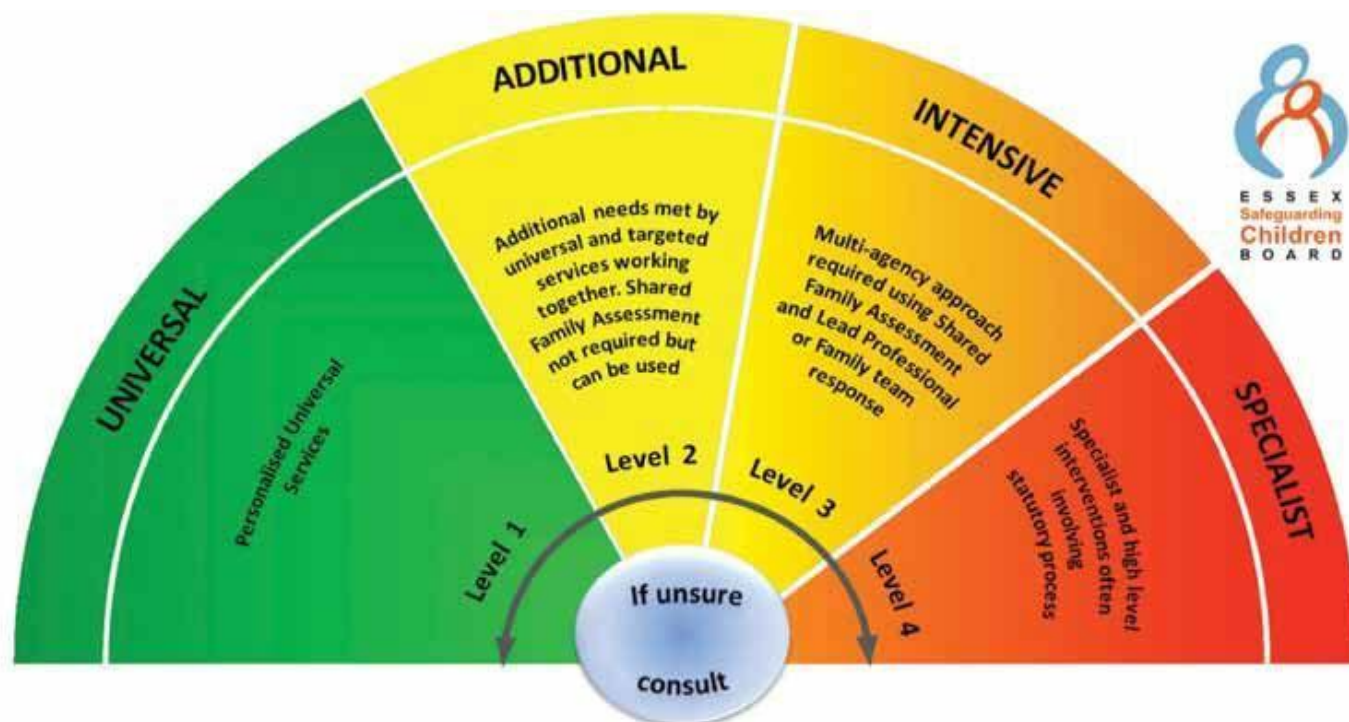 UNIVERSAL
Personalised Universal
Services
Level 1
ADDITIONAL
Additional needs met by
universal and targeted
services working
together. Shared
Family Assessment
not required but
can be used
Level 2
INTENSIVE
Multi-agency approach
required using Shared
Family Assessment
and Lead Professional
or Family team
response
Level 3
SPECIALIST
Specialist and high level
interventions often
involving
statutory process
Level 4
If unsure
consult
ESSEX
Safeguarding
Children
BOARD